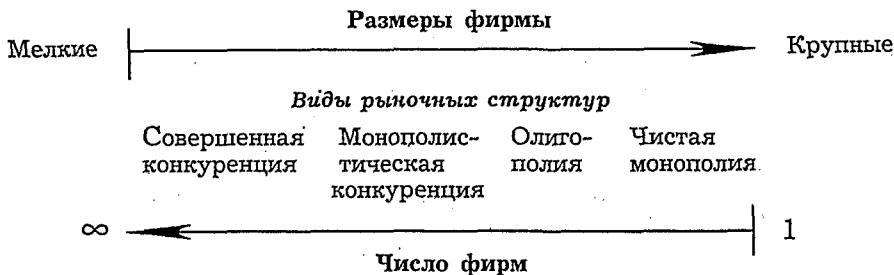 Размеры фирмы
Мелкие Крупные
Виды рыночных структур
Совершенная Монополис- Олиго- Чистая
конкуренция тическая полия монополия
конкуренция
∞ 1
Число фирм